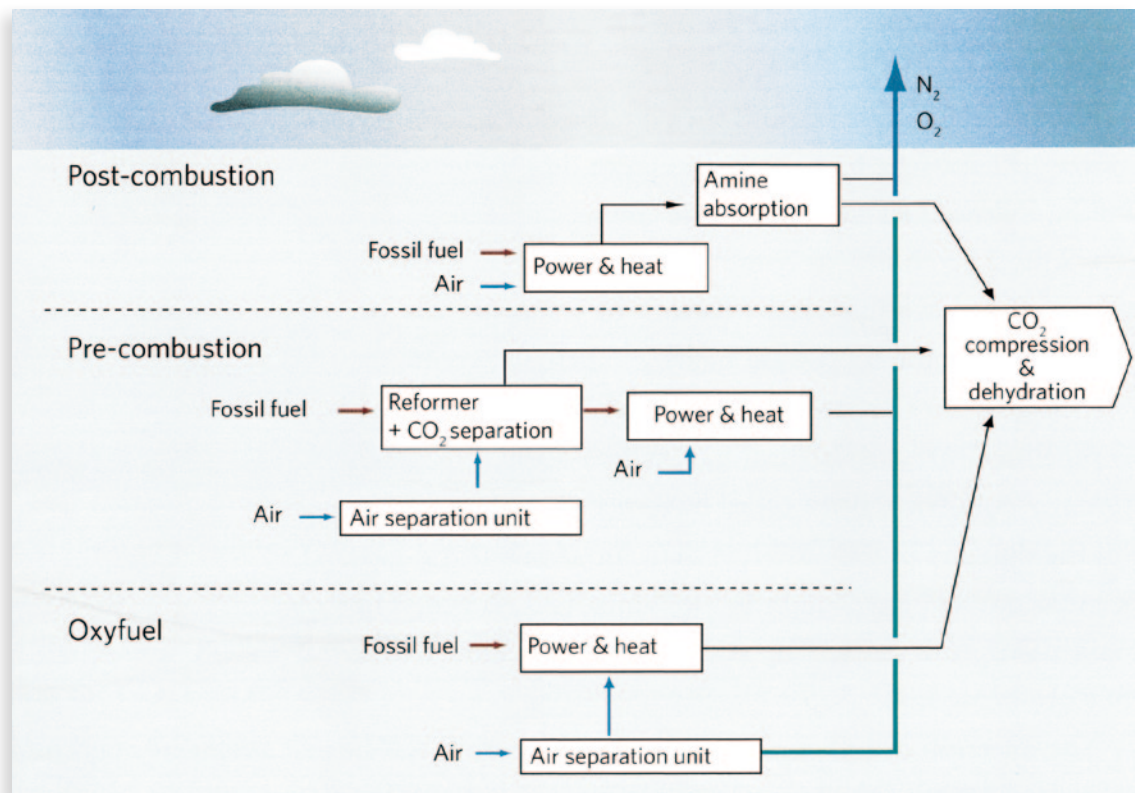 N₂
O₂
Post-combustion
Amine
absorption
Fossil fuel
Power & heat
Air
CO₂
compression
&
dehydration
Pre-combustion
Fossil fuel
Reformer
+ CO₂ separation
Power & heat
Air
Air
Air separation unit
Oxyfuel
Fossil fuel
Power & heat
Air
Air separation unit